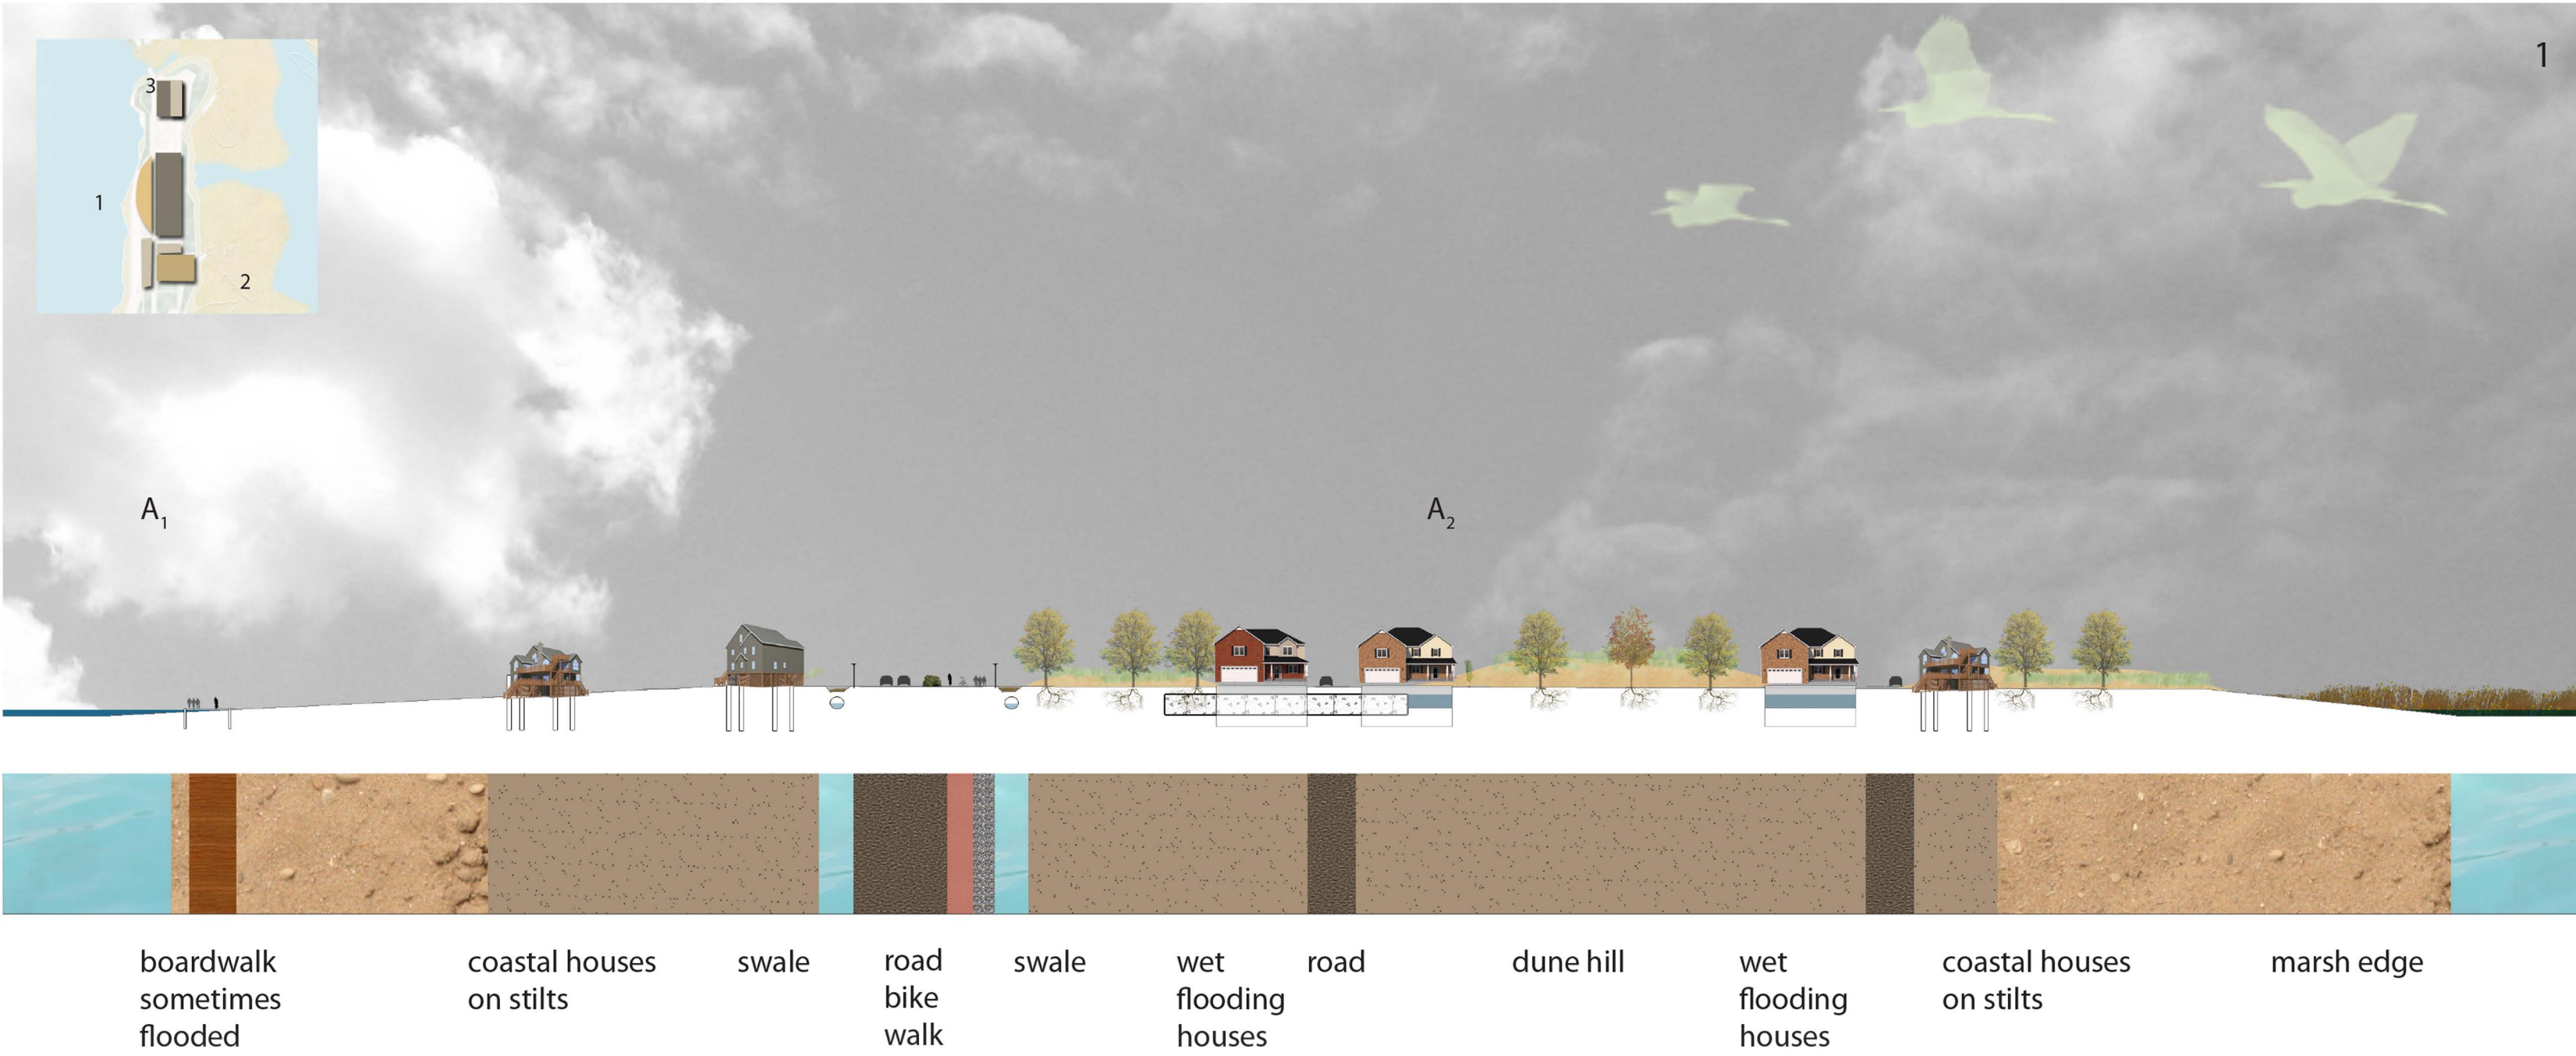 1
3
1
2
A1
A2
boardwalk
sometimes
flooded
coastal houses
on stilts
swale
road
bike
walk
swale
wet
flooding
houses
road
dune hill
wet
flooding
houses
coastal houses
on stilts
marsh edge